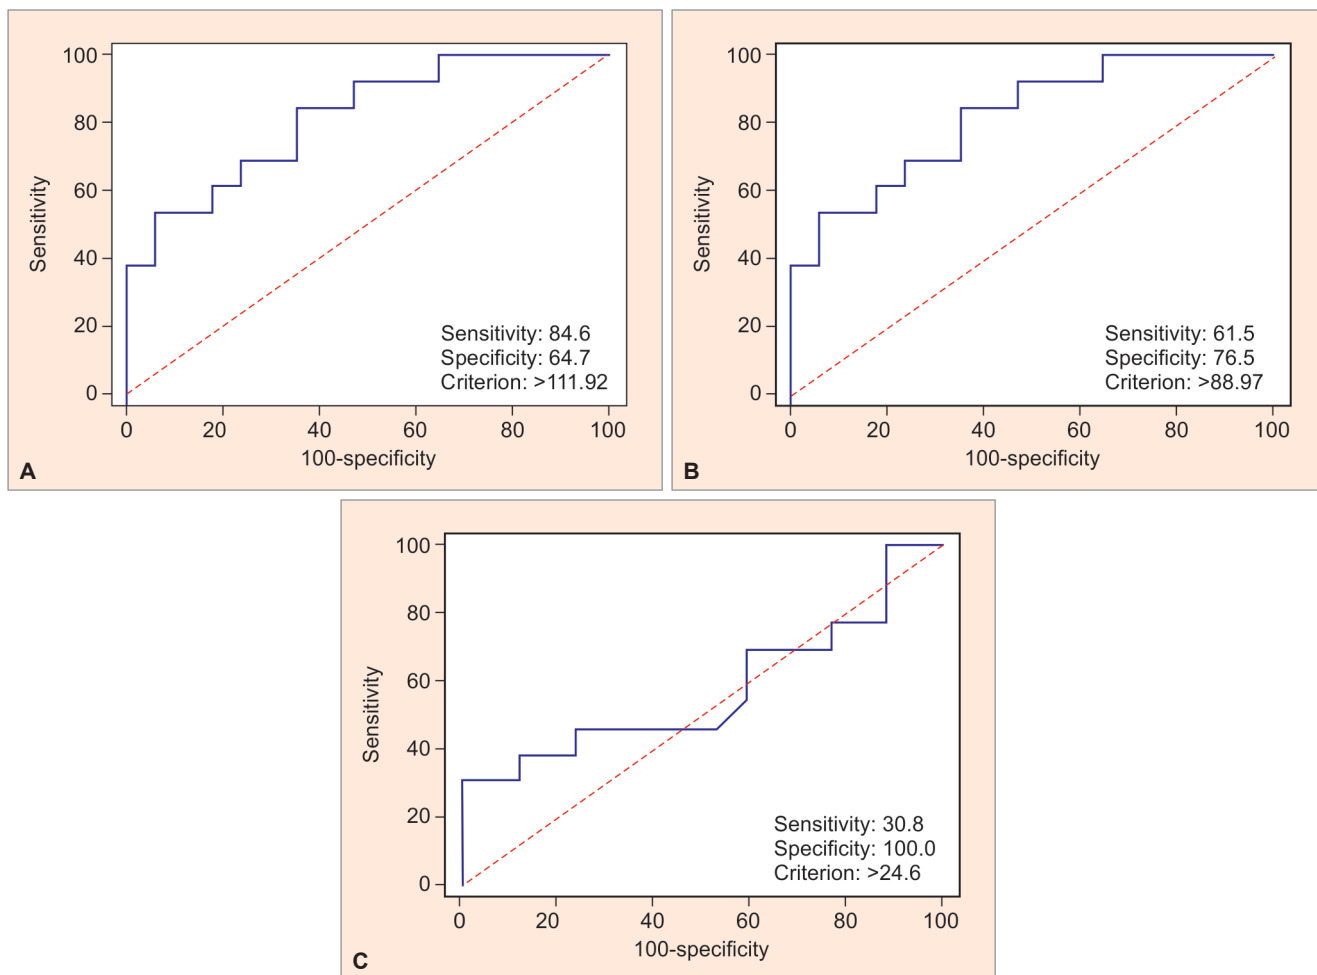 100
80
60
40
20
0
Sensitivity
Sensitivity: 84.6
Specificity: 64.7
Criterion: >111.92
0 20 40 60 80 100
100-specificity
A
100
80
60
40
20
0
Sensitivity
Sensitivity: 61.5
Specificity: 76.5
Criterion: >88.97
0 20 40 60 80 100
100-specificity
B
100
80
60
40
20
0
Sensitivity
Sensitivity: 30.8
Specificity: 100.0
Criterion: >24.6
0 20 40 60 80 100
100-specificity
C